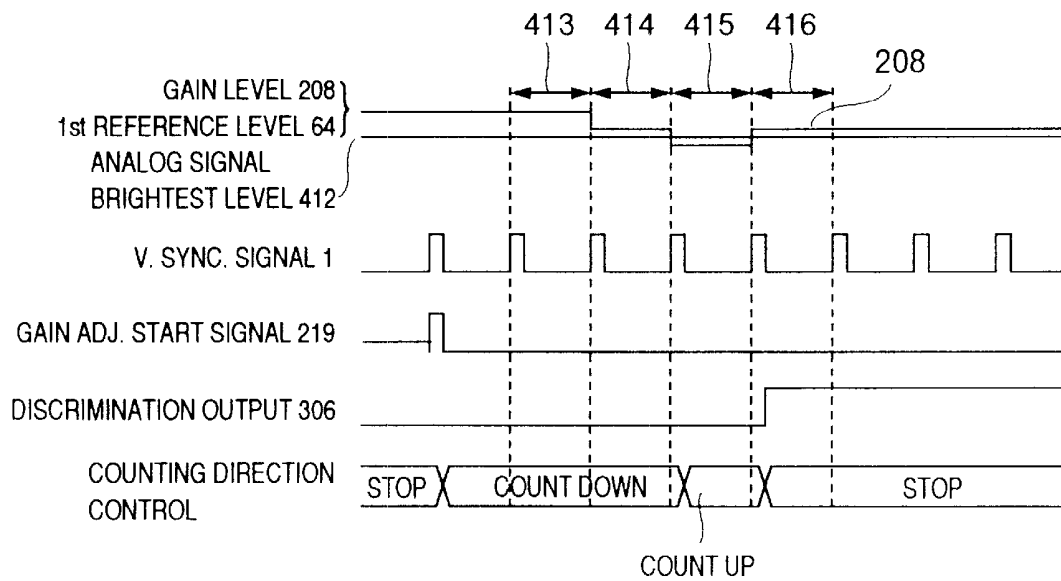 413 414 415 416
208
GAIN LEVEL 208
1st REFERENCE LEVEL 64
ANALOG SIGNAL
BRIGHTEST LEVEL 412
V. SYNC. SIGNAL 1
GAIN ADJ. START SIGNAL 219
DISCRIMINATION OUTPUT 306
COUNTING DIRECTION
CONTROL
STOP COUNT DOWN STOP
COUNT UP